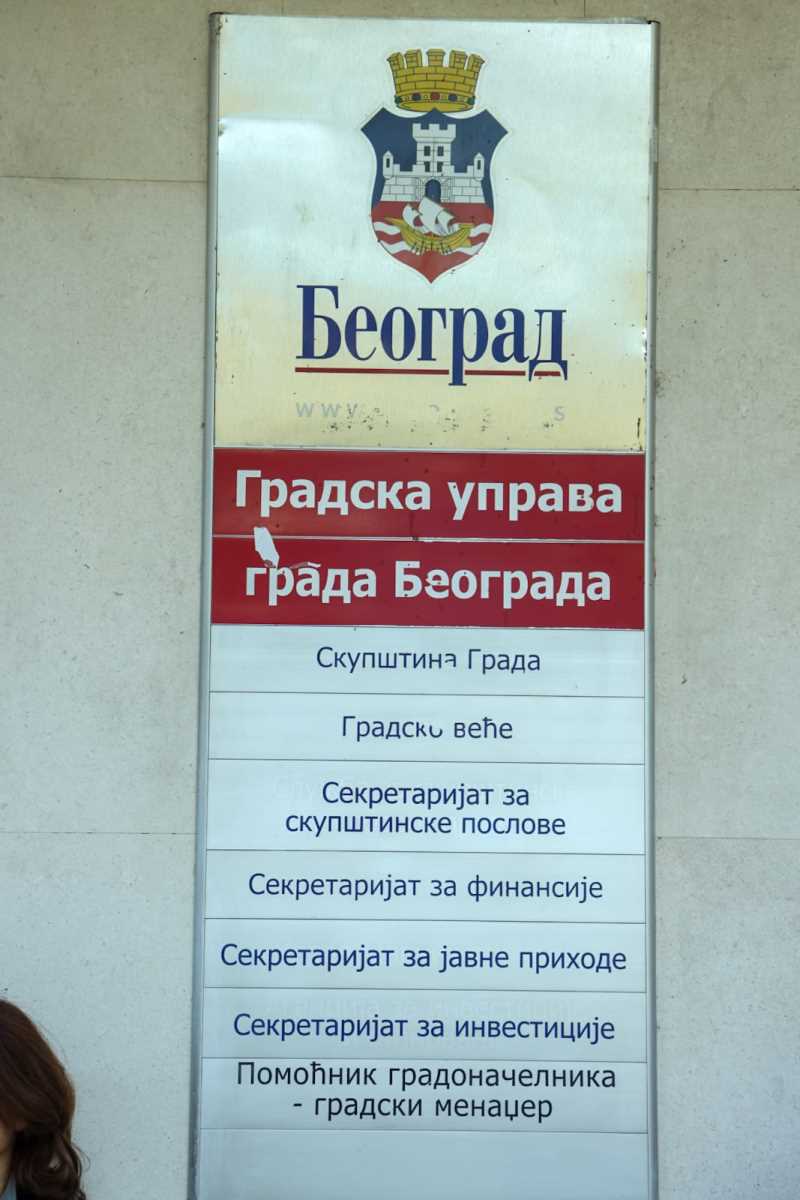 Београд
Градска управа
града Београда
Скупштина Града
Градско веће
Секретаријат за
скупштинске послове
Секретаријат за финансије
Секретаријат за јавне приходе
Секретаријат за инвестиције
Помоћник градоначелника
- градски менаџер